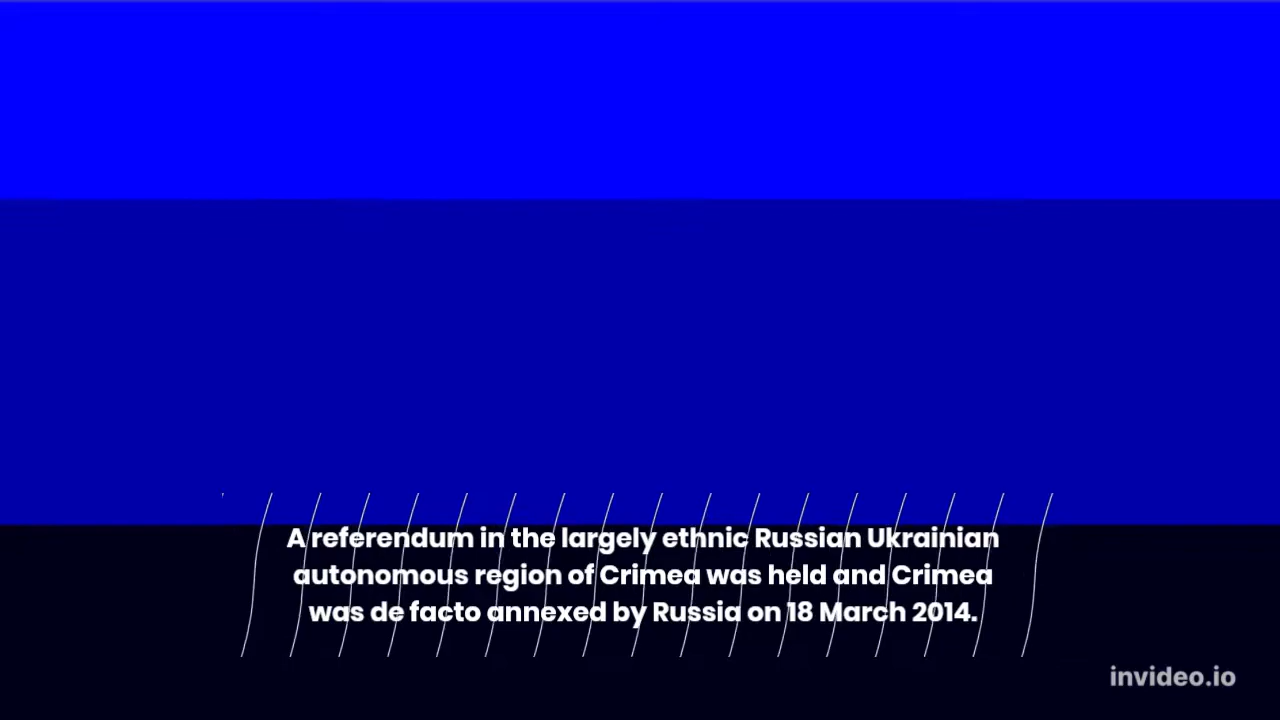 A referendum in the largely ethnic Russian Ukrainian
autonomous region of Crimea was held and Crimea
was de facto annexed by Russia on 18 March 2014.
invideo.io